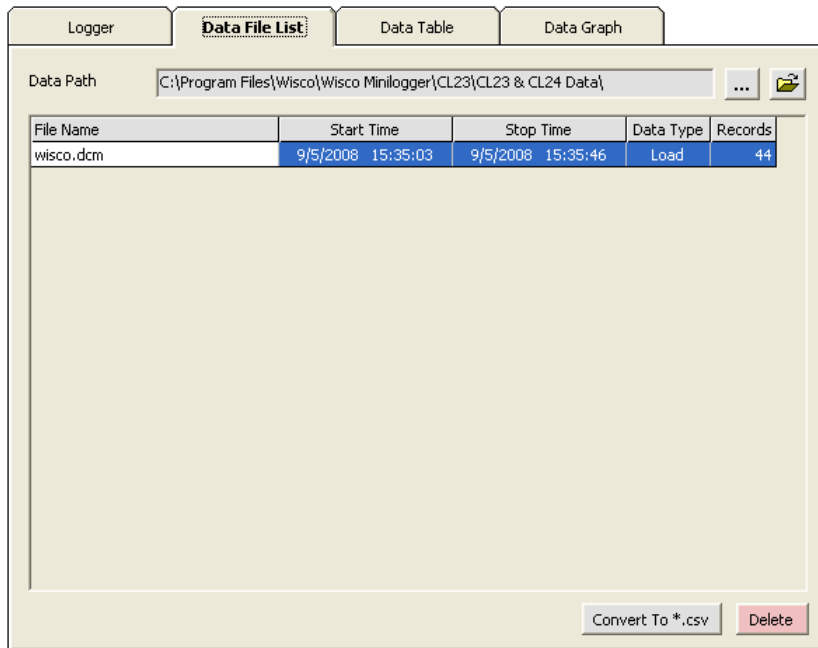 Logger Data File List Data Table Data Graph
Data Path C:\Program Files\Wisco\Wisco Minilogger\CL23\CL23 & CL24 Data\ ...
File Name Start Time Stop Time Data Type Records
wisco.dcm 9/5/2008 15:35:03 9/5/2008 15:35:46 Load 44
Convert To *.csv Delete